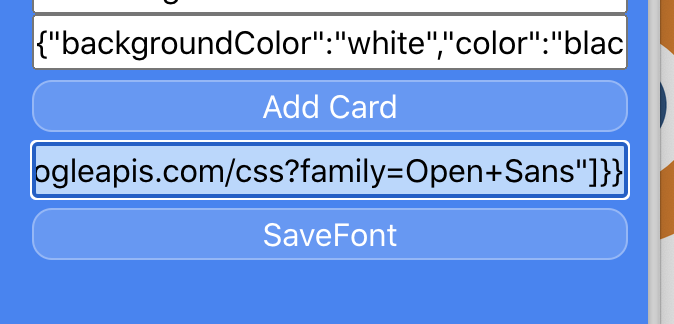 {"backgroundColor":"white","color":"blac
Add Card
ogleapis.com/css?family=Open+Sans"]}}
SaveFont